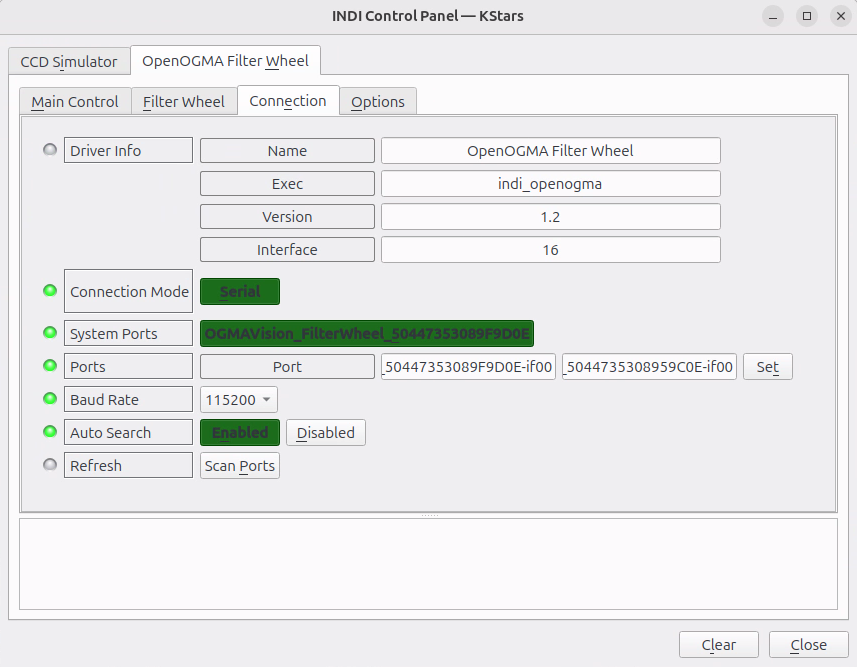 INDI Control Panel — KStars
CCD Simulator OpenOGMA Filter Wheel
Main Control Filter Wheel Connection Options
Driver Info Name OpenOGMA Filter Wheel
Exec indi_openogma
Version 1.2
Interface 16
Connection Mode Serial
System Ports OGMAVision_FilterWheel_50447353089F9D0E
Ports Port _50447353089F9D0E-if00 _5044735308959C0E-if00 Set
Baud Rate 115200
Auto Search Enabled Disabled
Refresh Scan Ports
Clear Close